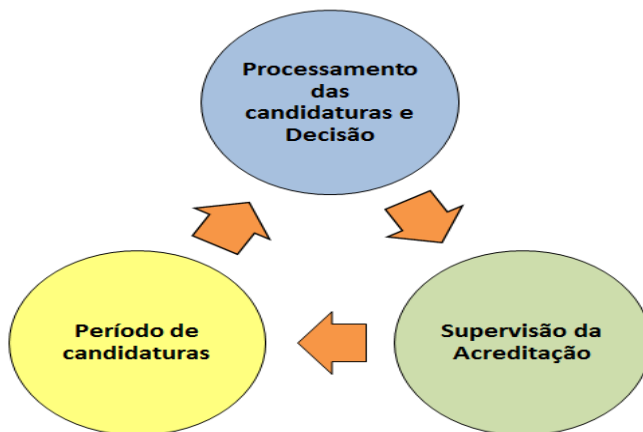 Processamento
das
candidaturas e
Decisão
Período de
candidaturas
Supervisão da
Acreditação